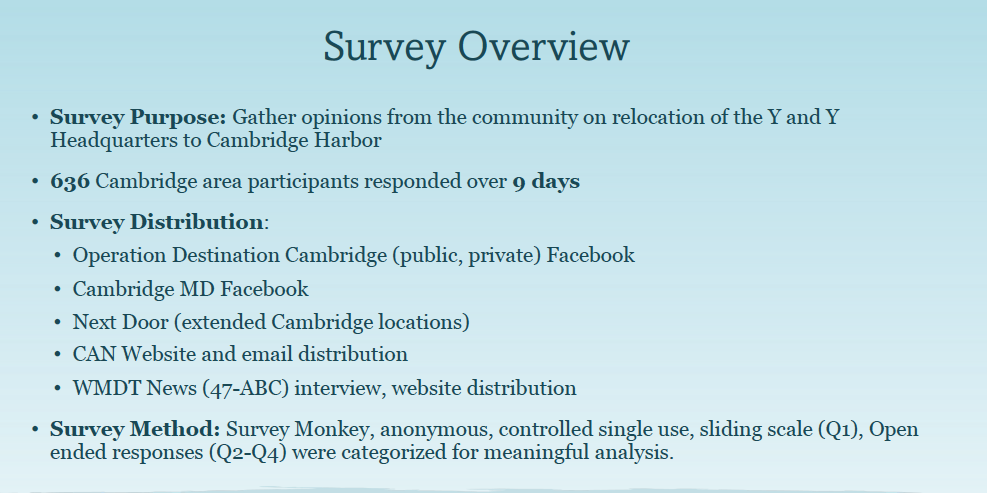 Survey Overview
• Survey Purpose: Gather opinions from the community on relocation of the Y and Y
Headquarters to Cambridge Harbor
• 636 Cambridge area participants responded over 9 days
• Survey Distribution:
• Operation Destination Cambridge (public, private) Facebook
• Cambridge MD Facebook
• Next Door (extended Cambridge locations)
• CAN Website and email distribution
• WMDT News (47-ABC) interview, website distribution
• Survey Method: Survey Monkey, anonymous, controlled single use, sliding scale (Q1), Open
ended responses (Q2-Q4) were categorized for meaningful analysis.